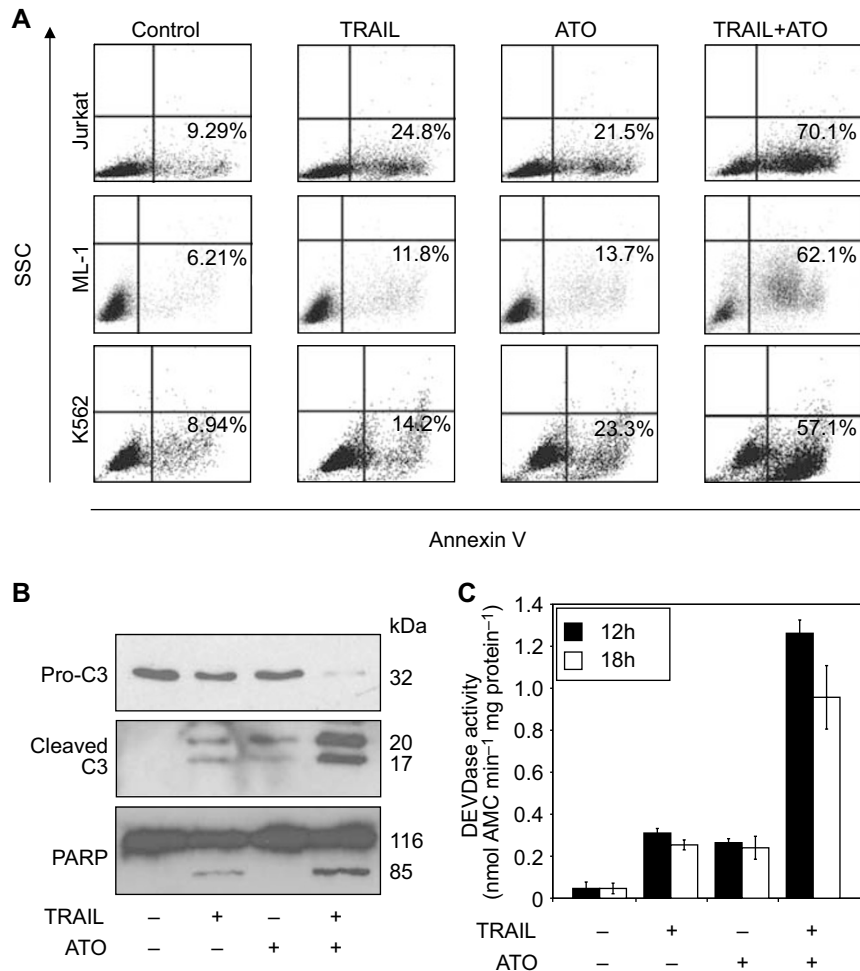 A
Control TRAIL ATO TRAIL+ATO
Jurkat
9.29% 24.8% 21.5% 70.1%
SSC
ML-1
6.21% 11.8% 13.7% 62.1%
K562
8.94% 14.2% 23.3% 57.1%
Annexin V
B
kDa
Pro-C3 32
Cleaved C3 20
17
PARP 116
85
TRAIL – + – +
ATO – – + +
C
DEVDase activity
(nmol AMC min⁻¹ mg protein⁻¹)
1.4
1.2
1.0
0.8
0.6
0.4
0.2
0
12h
18h
TRAIL – + – +
ATO – – + +